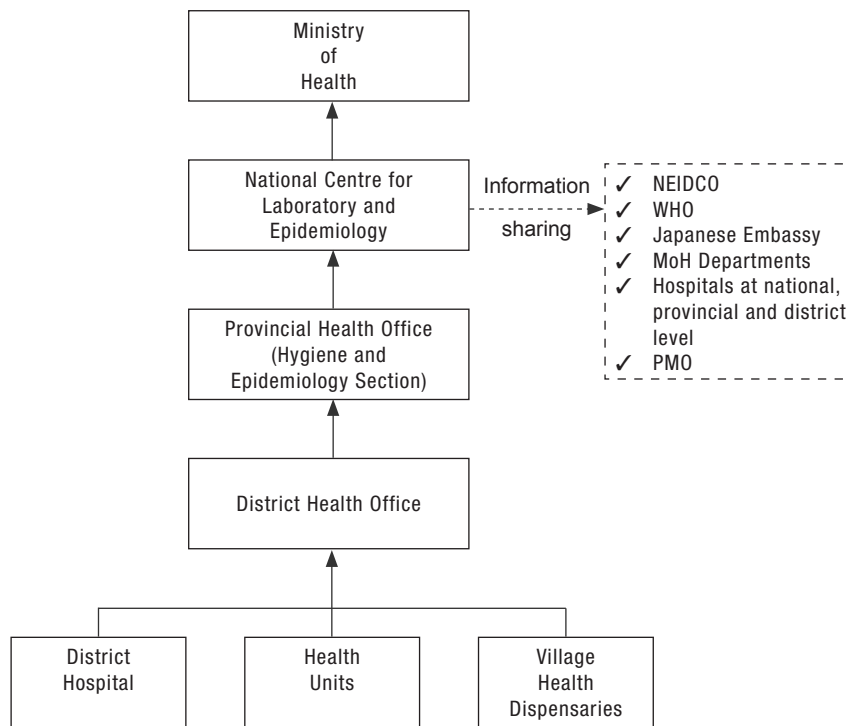 Ministry
of
Health
National Centre for
Laboratory and
Epidemiology
Information
sharing
✓ NEIDCO
✓ WHO
✓ Japanese Embassy
✓ MoH Departments
✓ Hospitals at national,
provincial and district
level
✓ PMO
Provincial Health Office
(Hygiene and
Epidemiology Section)
District Health Office
District
Hospital
Health
Units
Village
Health
Dispensaries